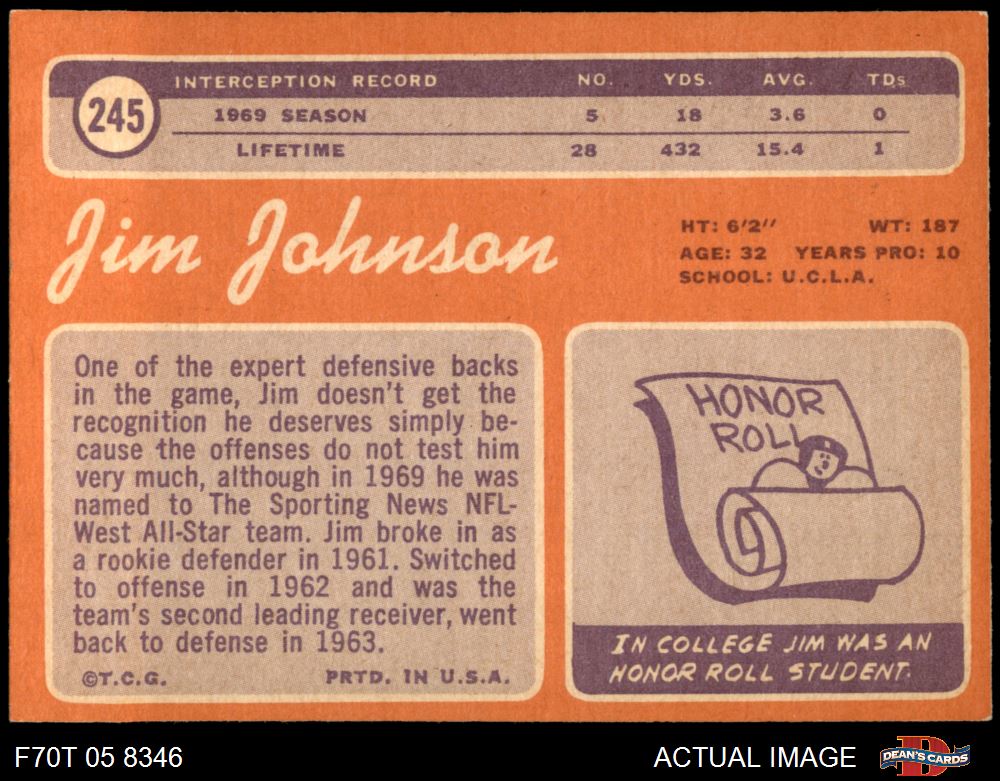 INTERCEPTION RECORD NO. YDS. AVG. TDs
245
1969 SEASON 5 18 3.6 0
LIFETIME 28 432 15.4 1
Jim Johnson
HT: 6'2'' WT: 187
AGE: 32 YEARS PRO: 10
SCHOOL: U.C.L.A.
One of the expert defensive backs
in the game, Jim doesn't get the
recognition he deserves simply be-
cause the offenses do not test him
very much, although in 1969 he was
named to The Sporting News NFL-
West All-Star team. Jim broke in as
a rookie defender in 1961. Switched
to offense in 1962 and was the
team's second leading receiver, went
back to defense in 1963.
©T.C.G. PRTD. IN U.S.A.
HONOR
ROLL
IN COLLEGE JIM WAS AN
HONOR ROLL STUDENT.
F70T 05 8346
ACTUAL IMAGE
D
DEAN'S CARDS